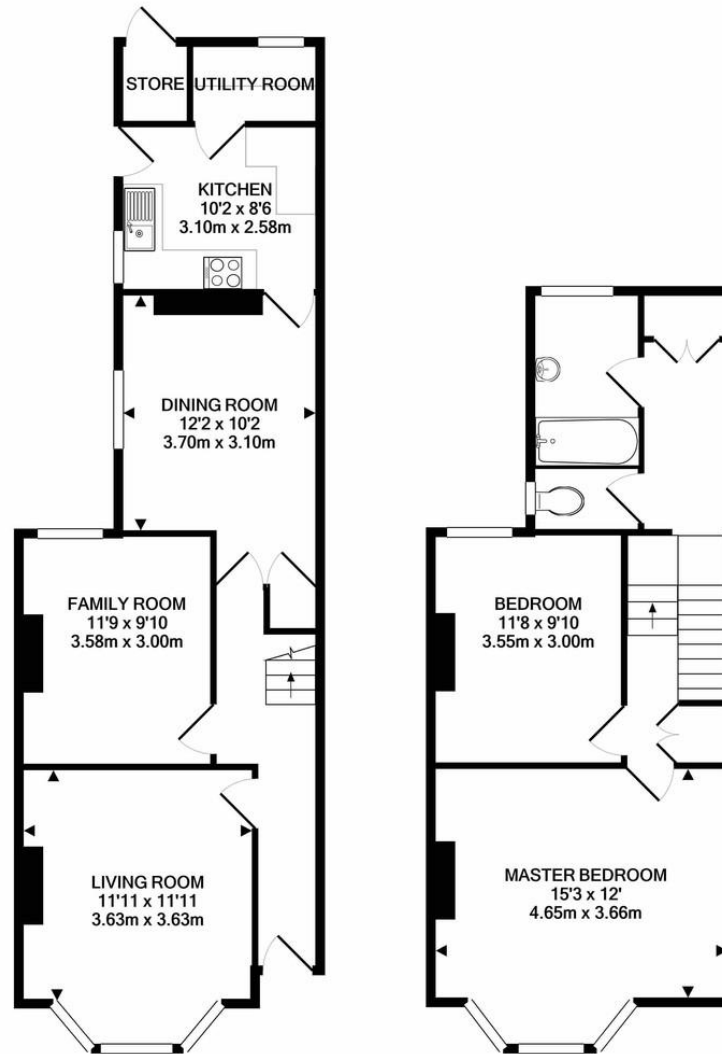 STORE
UTILITY ROOM
KITCHEN
10'2 x 8'6
3.10m x 2.58m
DINING ROOM
12'2 x 10'2
3.70m x 3.10m
FAMILY ROOM
11'9 x 9'10
3.58m x 3.00m
LIVING ROOM
11'11 x 11'11
3.63m x 3.63m
BEDROOM
11'8 x 9'10
3.55m x 3.00m
MASTER BEDROOM
15'3 x 12'
4.65m x 3.66m